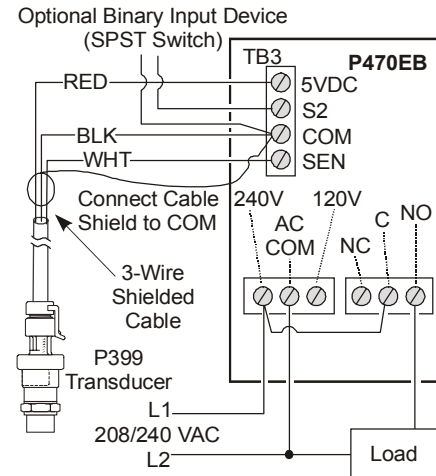 Optional Binary Input Device
(SPST Switch)
TB3
P470EB
RED
5VDC
S2
BLK
COM
WHT
SEN
Connect Cable
Shield to COM
240V
120V
AC
COM
NC
C
NO
3-Wire
Shielded
Cable
P399
Transducer
L1
208/240 VAC
L2
Load